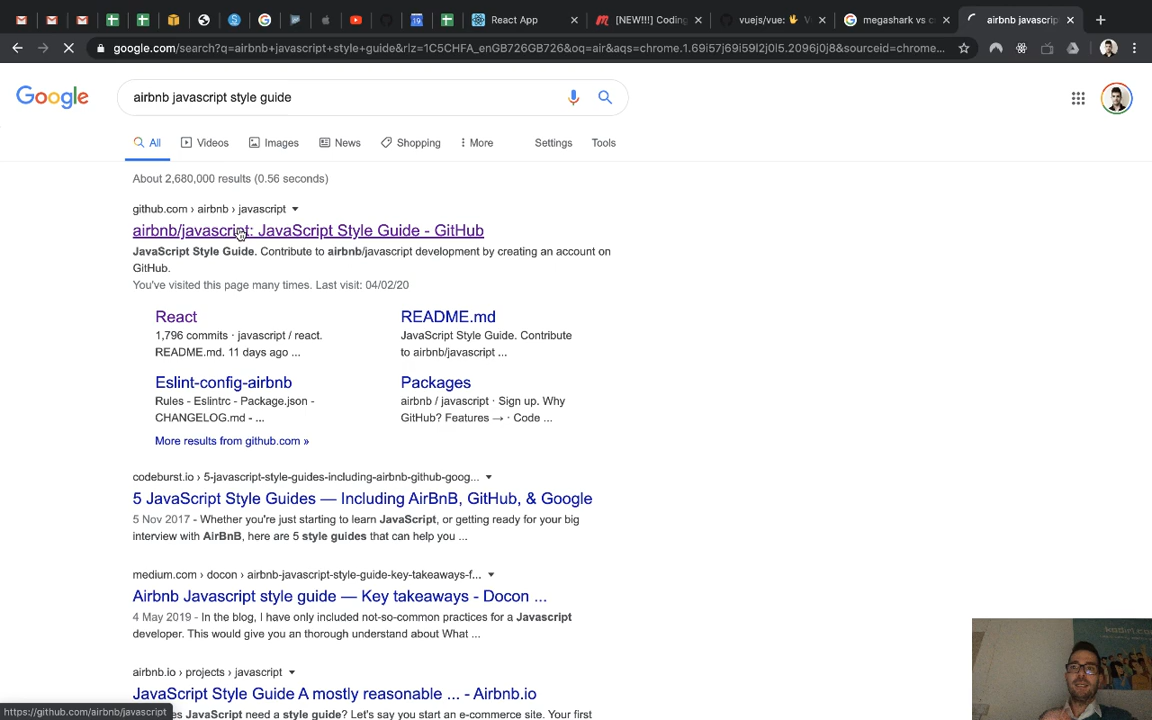 React App
[NEW!!!] Coding
vuejs/vue: 🖖 V
megashark vs c
airbnb javascrip
google.com/search?q=airbnb+javascript+style+guide&rlz=1C5CHFA_enGB726GB726&oq=air&aqs=chrome.1.69i57j69i59l2j0l5.2096j0j8&sourceid=chrome...
Google
airbnb javascript style guide
All
Videos
Images
News
Shopping
More
Settings
Tools
About 2,680,000 results (0.56 seconds)
github.com › airbnb › javascript
airbnb/javascript: JavaScript Style Guide - GitHub
JavaScript Style Guide. Contribute to airbnb/javascript development by creating an account on
GitHub.
You've visited this page many times. Last visit: 04/02/20
React
1,796 commits · javascript / react.
README.md. 11 days ago ...
README.md
JavaScript Style Guide. Contribute
to airbnb/javascript ...
Eslint-config-airbnb
Rules - Eslintrc - Package.json -
CHANGELOG.md - ...
Packages
airbnb / javascript · Sign up. Why
GitHub? Features → · Code ...
More results from github.com »
codeburst.io › 5-javascript-style-guides-including-airbnb-github-goog...
5 JavaScript Style Guides — Including AirBnB, GitHub, & Google
5 Nov 2017 - Whether you're just starting to learn JavaScript, or getting ready for your big
interview with AirBnB, here are 5 style guides that can help you ...
medium.com › docon › airbnb-javascript-style-guide-key-takeaways-f...
Airbnb Javascript style guide — Key takeaways - Docon ...
4 May 2019 - In the blog, I have only included not-so-common practices for a Javascript
developer. This would give you an thorough understand about What ...
airbnb.io › projects › javascript
JavaScript Style Guide A mostly reasonable ... - Airbnb.io
JavaScript need a style guide? Let's say you start an e-commerce site. Your first
https://github.com/airbnb/javascript